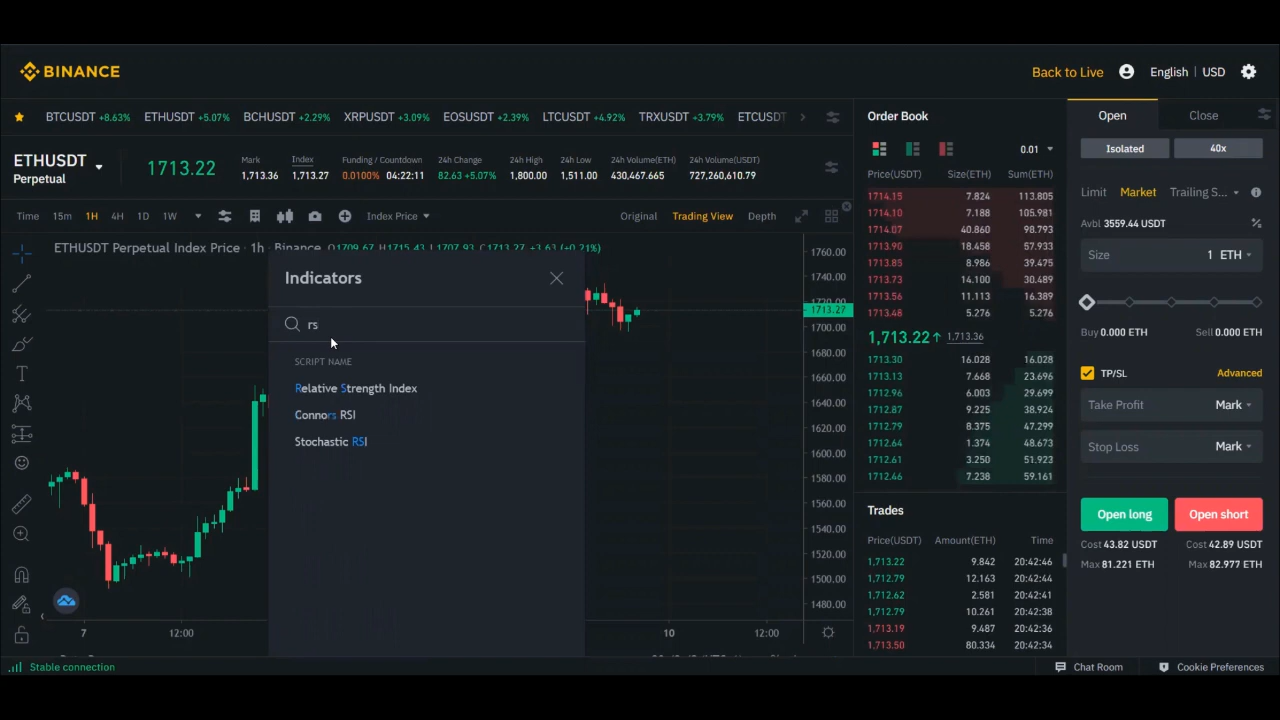 BINANCE
Back to Live English | USD
BTCUSDT +8.63% ETHUSDT +5.07% BCHUSDT +2.29% XRPUSDT +3.09% EOSUSDT +2.39% LTCUSDT +4.92% TRXUSDT +3.79% ETCUSDT
ETHUSDT
Perpetual
1713.22
Mark Index Funding / Countdown 24h Change 24h High 24h Low 24h Volume(ETH) 24h Volume(USDT)
1,713.36 1,713.27 0.0100% 04:22:11 82.63 +5.07% 1,800.00 1,511.00 430,467.665 727,260,610.79
Time 15m 1H 4H 1D 1W Index Price Original Trading View Depth
ETHUSDT Perpetual Index Price · 1h · Binance O1709.67 H1715.43 L1707.93 C1713.27 +3.63 (+0.21%)
Indicators
rs
SCRIPT NAME
Relative Strength Index
Connors RSI
Stochastic RSI
1760.00
1740.00
1720.00
1713.27
1700.00
1680.00
1660.00
1640.00
1620.00
1600.00
1580.00
1560.00
1540.00
1520.00
1500.00
1480.00
7 12:00 10 12:00
Order Book
0.01
Price(USDT) Size(ETH) Sum(ETH)
1714.15 7.824 113.805
1714.10 7.188 105.981
1714.07 40.860 98.793
1713.90 18.458 57.933
1713.85 8.986 39.475
1713.73 14.100 30.489
1713.56 11.113 16.389
1713.48 5.276 5.276
1,713.22↑ 1,713.36
1713.30 16.028 16.028
1713.13 7.668 23.696
1712.96 6.003 29.699
1712.87 9.225 38.924
1712.79 8.375 47.299
1712.64 1.374 48.673
1712.61 3.250 51.923
1712.46 7.238 59.161
Trades
Price(USDT) Amount(ETH) Time
1,713.22 9.842 20:42:46
1,712.79 12.163 20:42:44
1,712.62 2.581 20:42:41
1,712.79 10.261 20:42:38
1,713.19 9.487 20:42:36
1,713.50 80.334 20:42:34
Open Close
Isolated 40x
Limit Market Trailing S...
Avbl 3559.44 USDT
Size 1 ETH
Buy 0.000 ETH Sell 0.000 ETH
TP/SL Advanced
Take Profit Mark
Stop Loss Mark
Open long Open short
Cost 43.82 USDT Cost 42.89 USDT
Max 81.221 ETH Max 82.977 ETH
Stable connection Chat Room Cookie Preferences